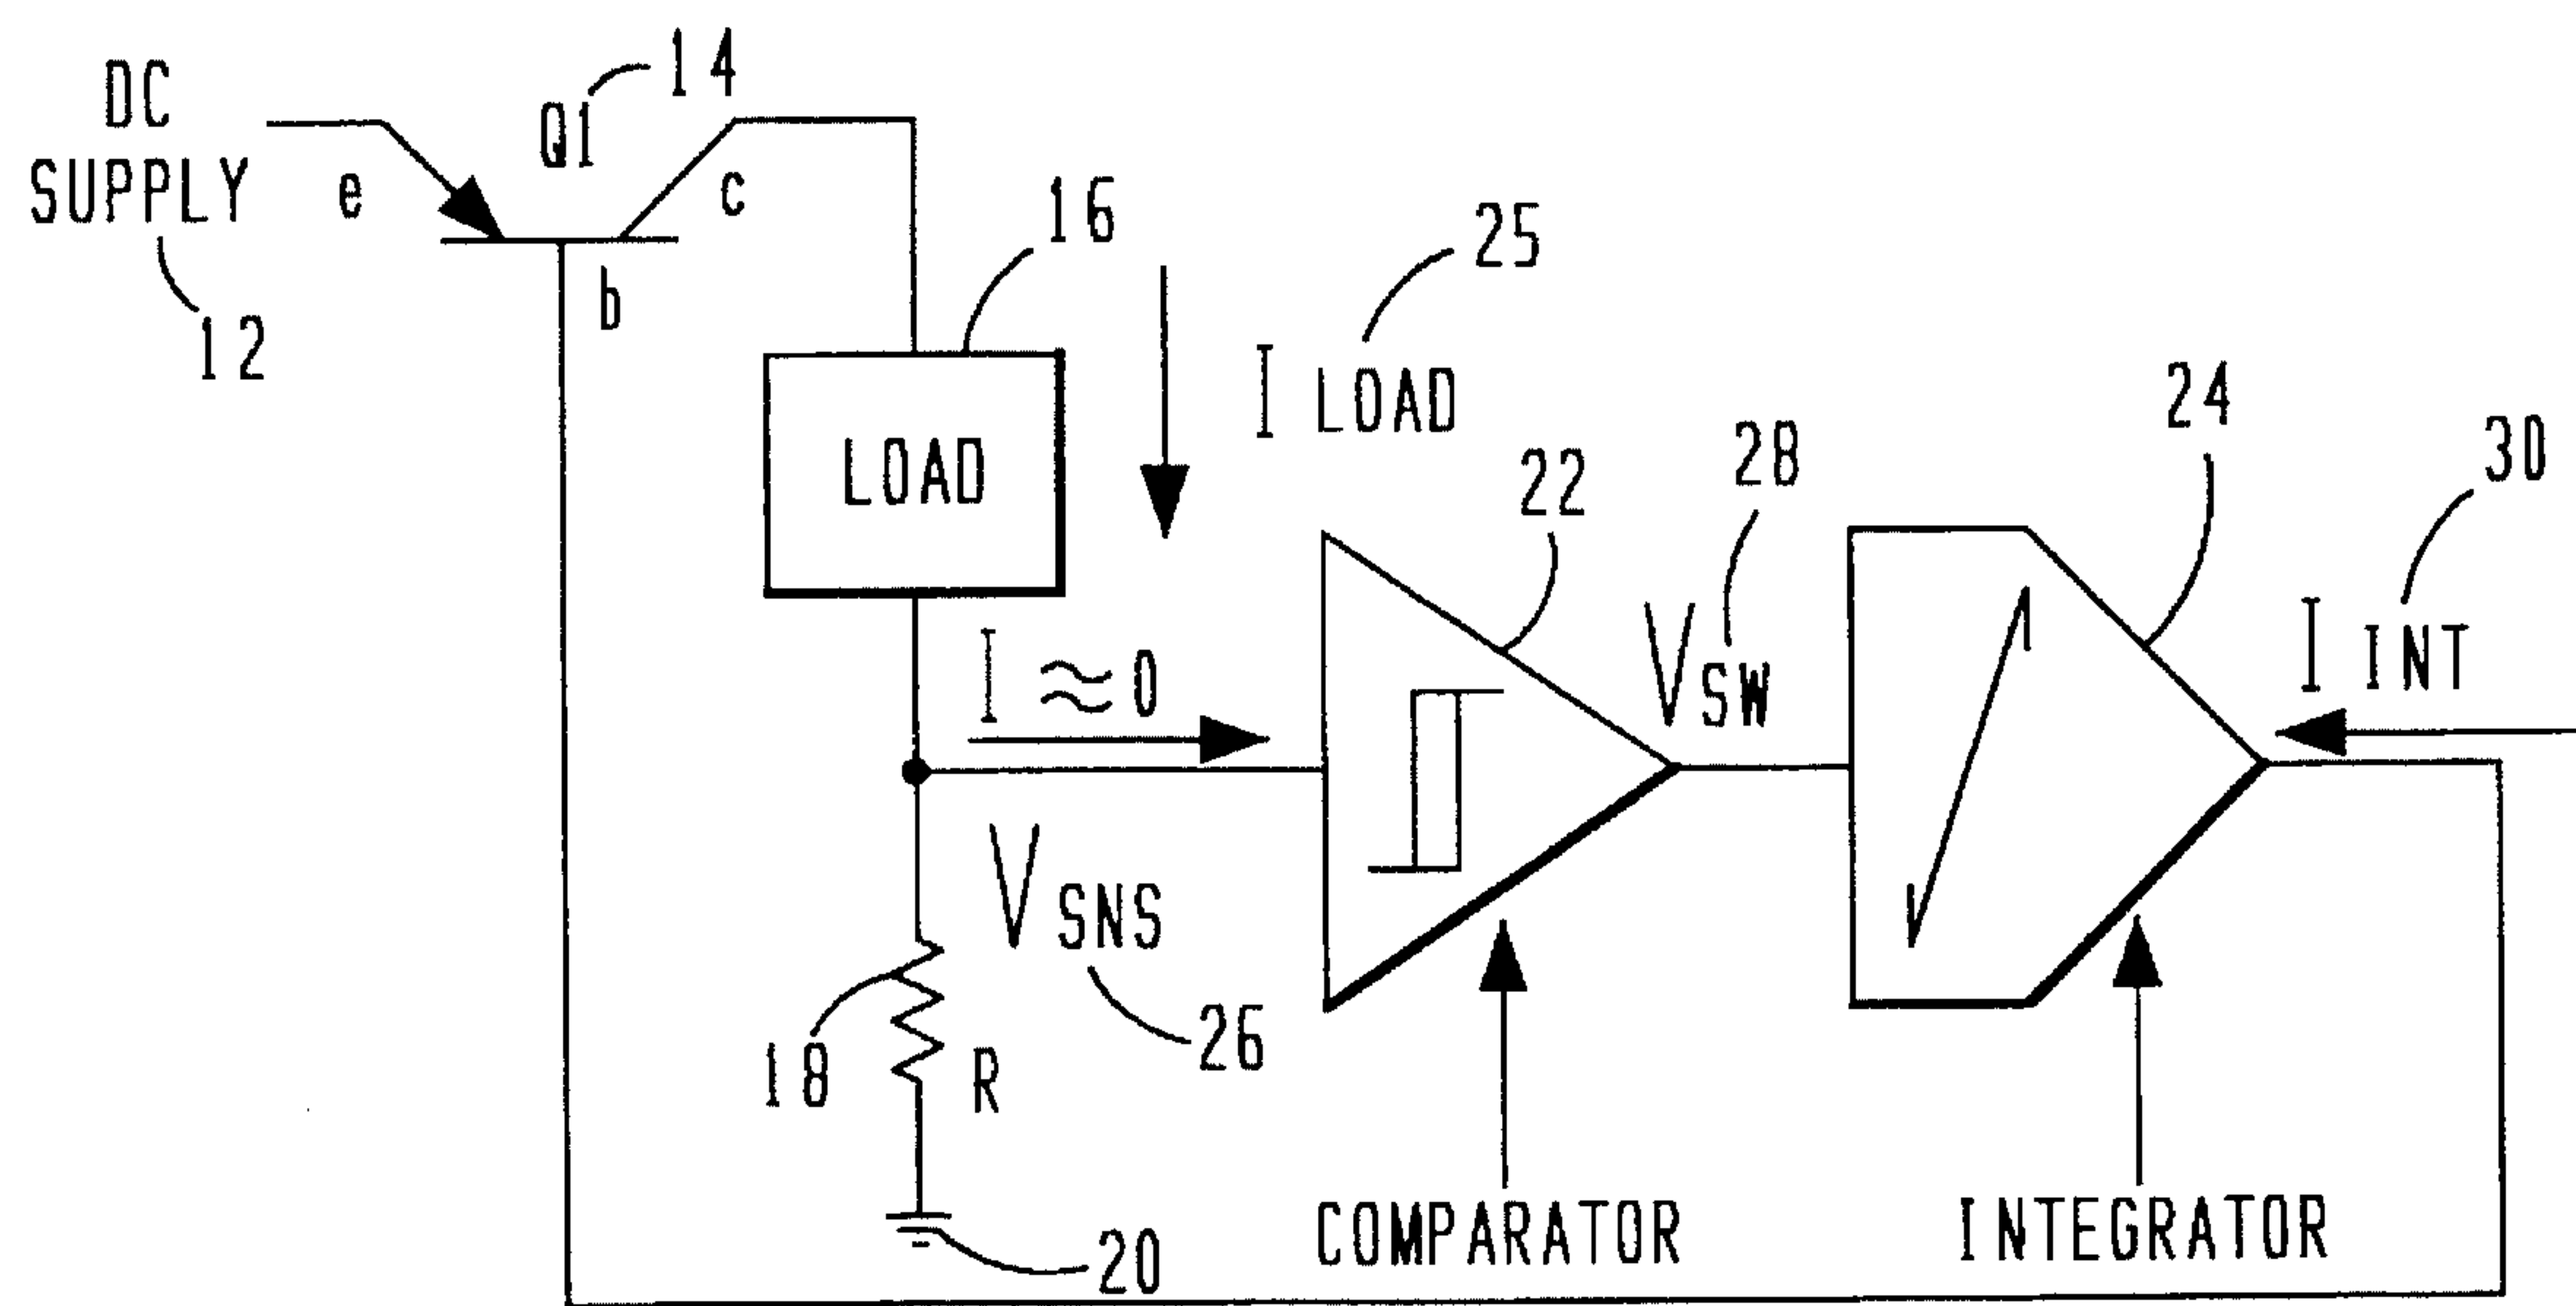 DC
SUPPLY
12
e
Q1
14
c
b
16
LOAD
I LOAD
25
I ≈ 0
22
V SW
28
24
I INT
30
V SNS
26
18
R
20
COMPARATOR
INTEGRATOR